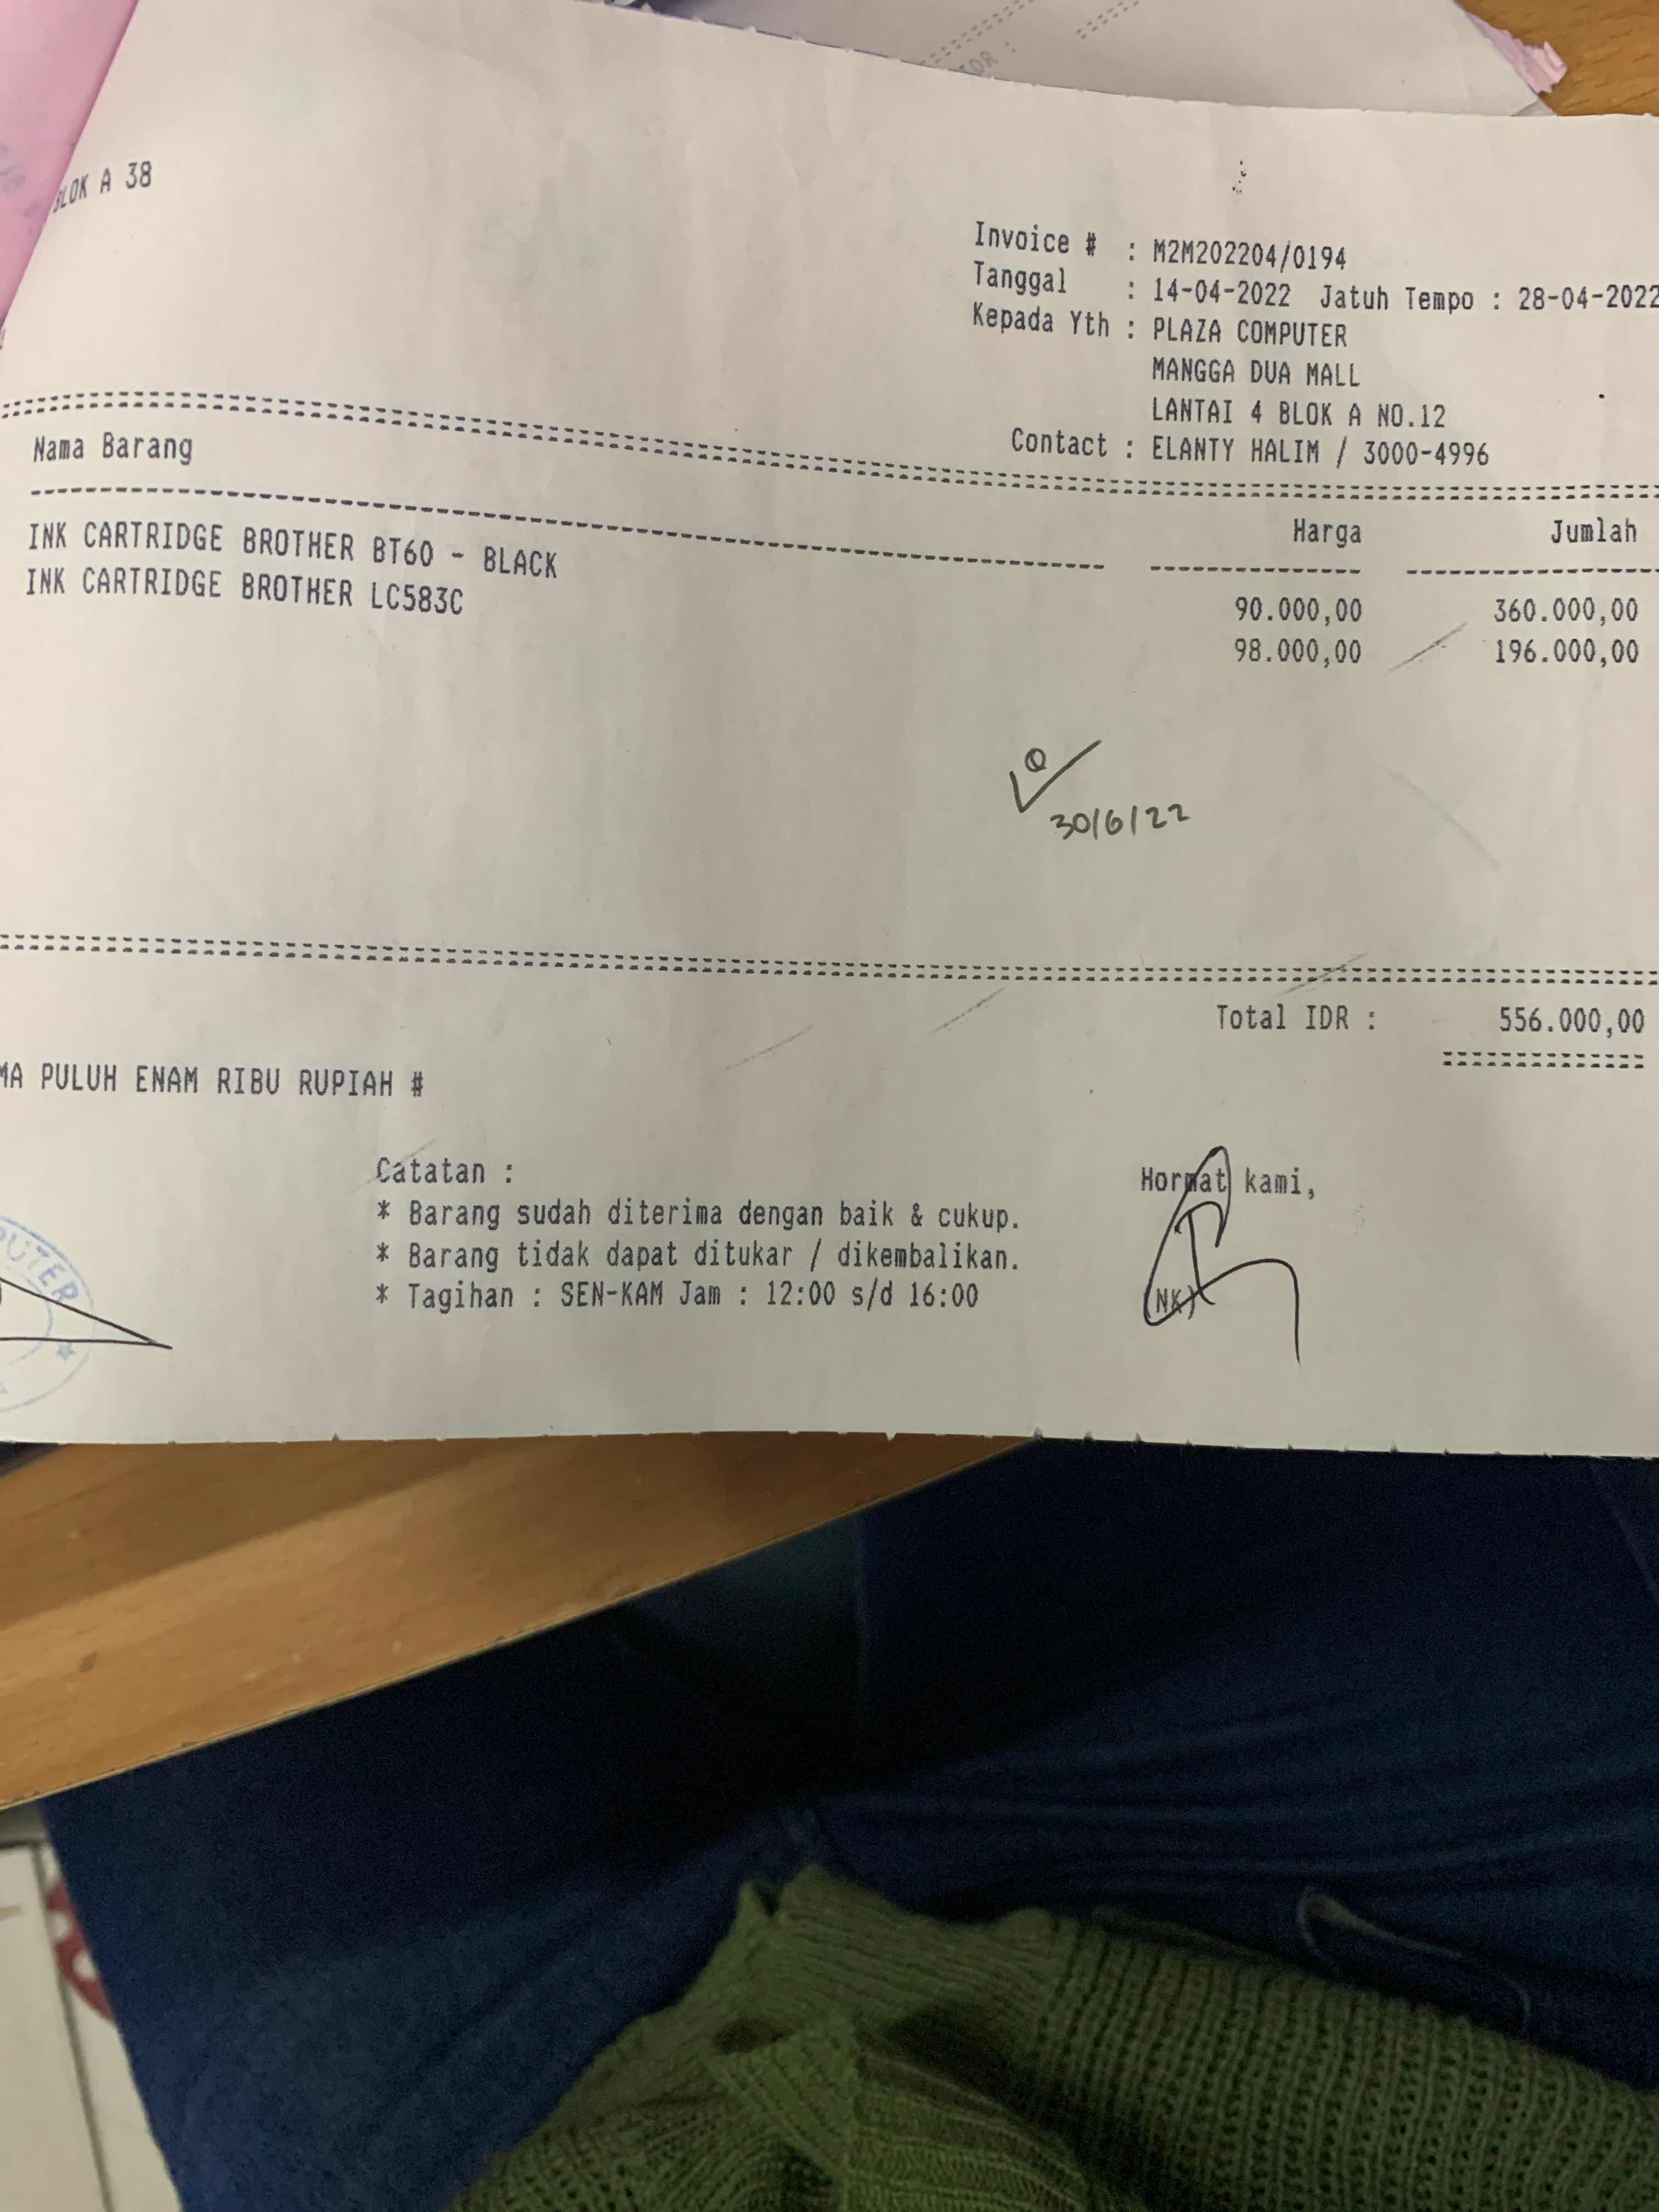 IDR :
BLOK A 38
Invoice # : M2M202204/0194
Tanggal : 14-04-2022 Jatuh Tempo : 28-04-2022
Kepada Yth : PLAZA COMPUTER
MANGGA DUA MALL
LANTAI 4 BLOK A NO.12
Contact : ELANTY HALIM / 3000-4996
Nama Barang Harga Jumlah
INK CARTRIDGE BROTHER BT60 - BLACK 90.000,00 360.000,00
INK CARTRIDGE BROTHER LC583C 98.000,00 196.000,00
30/6/22
Total IDR : 556.000,00
MA PULUH ENAM RIBU RUPIAH #
Catatan :
* Barang sudah diterima dengan baik & cukup.
* Barang tidak dapat ditukar / dikembalikan.
* Tagihan : SEN-KAM Jam : 12:00 s/d 16:00
Hormat kami,
(NK)
PUTER